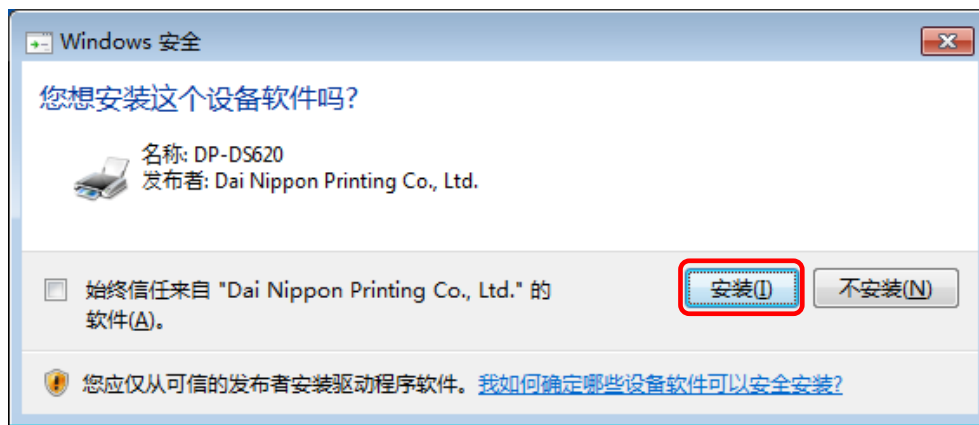 Windows 安全
您想安装这个设备软件吗?
名称: DP-DS620
发布者: Dai Nippon Printing Co., Ltd.
始终信任来自 "Dai Nippon Printing Co., Ltd." 的
软件(A)。
安装(I)
不安装(N)
您应仅从可信的发布者安装驱动程序软件。我如何确定哪些设备软件可以安全安装?